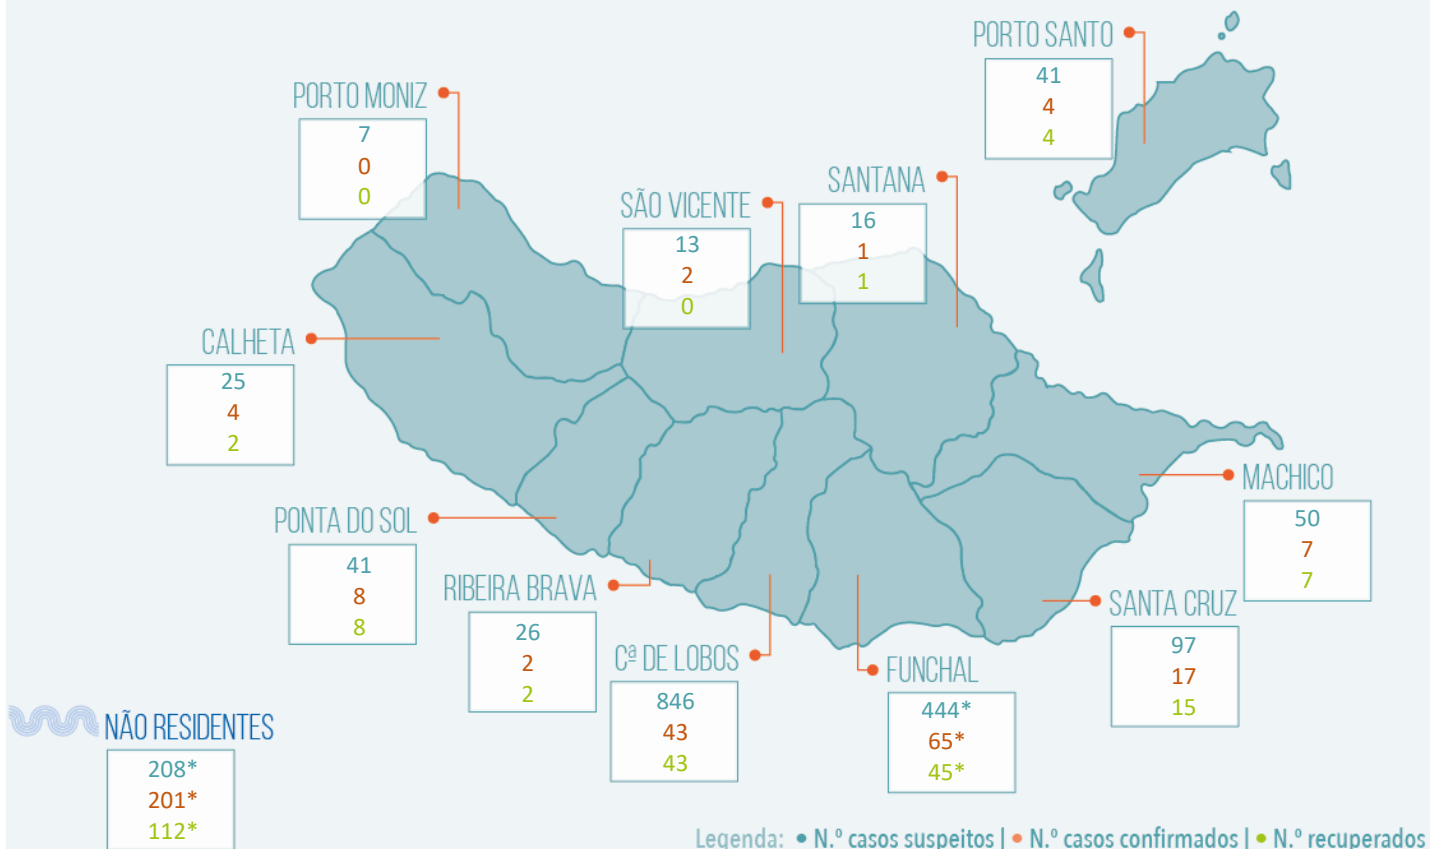 PORTO SANTO
41
4
4
PORTO MONIZ
7
0
0
SANTANA
16
1
1
SÃO VICENTE
13
2
0
CALHETA
25
4
2
MACHICO
50
7
7
PONTA DO SOL
41
8
8
RIBEIRA BRAVA
26
2
2
SANTA CRUZ
97
17
15
Cª DE LOBOS
846
43
43
FUNCHAL
444*
65*
45*
NÃO RESIDENTES
208*
201*
112*
Legenda: • N.º casos suspeitos | • N.º casos confirmados | • N.º recuperados